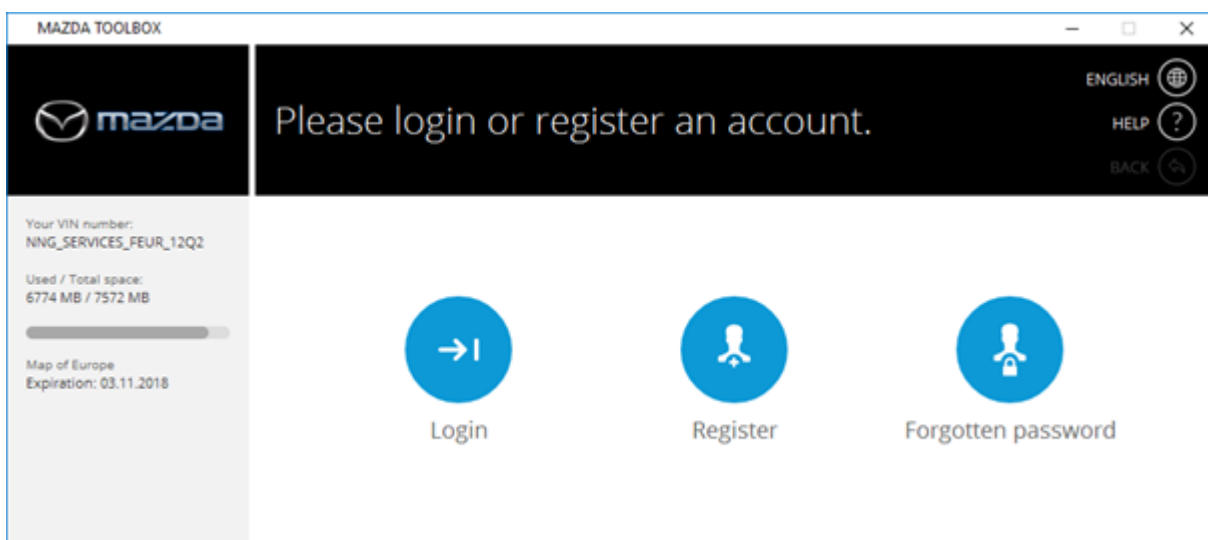 MAZDA TOOLBOX
mazda
Please login or register an account.
ENGLISH
HELP
BACK
Your VIN number:
NNG_SERVICES_FEUR_12Q2
Used / Total space:
6774 MB / 7572 MB
Map of Europe
Expiration: 03.11.2018
Login
Register
Forgotten password